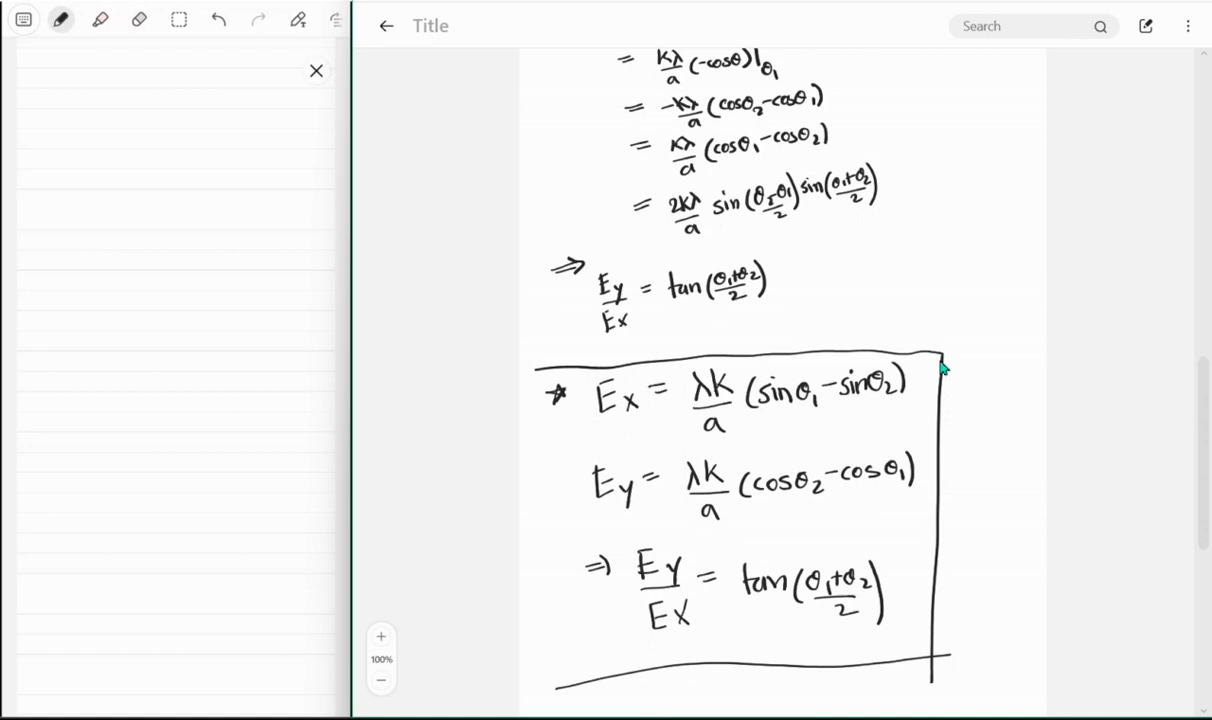 Title
Search
= Kλ/a (-cosθ)|θ₁
= -Kλ/a (cosθ₂-cosθ₁)
= Kλ/a (cosθ₁-cosθ₂)
= 2Kλ/a sin(θ₂-θ₁/2) sin(θ₁+θ₂/2)
⇒ Ey/Ex = tan(θ₁+θ₂/2)
* Ex = λK/a (sinθ₁-sinθ₂)
Ey = λK/a (cosθ₂-cosθ₁)
⇒ Ey/Ex = tan(θ₁+θ₂/2)
100%